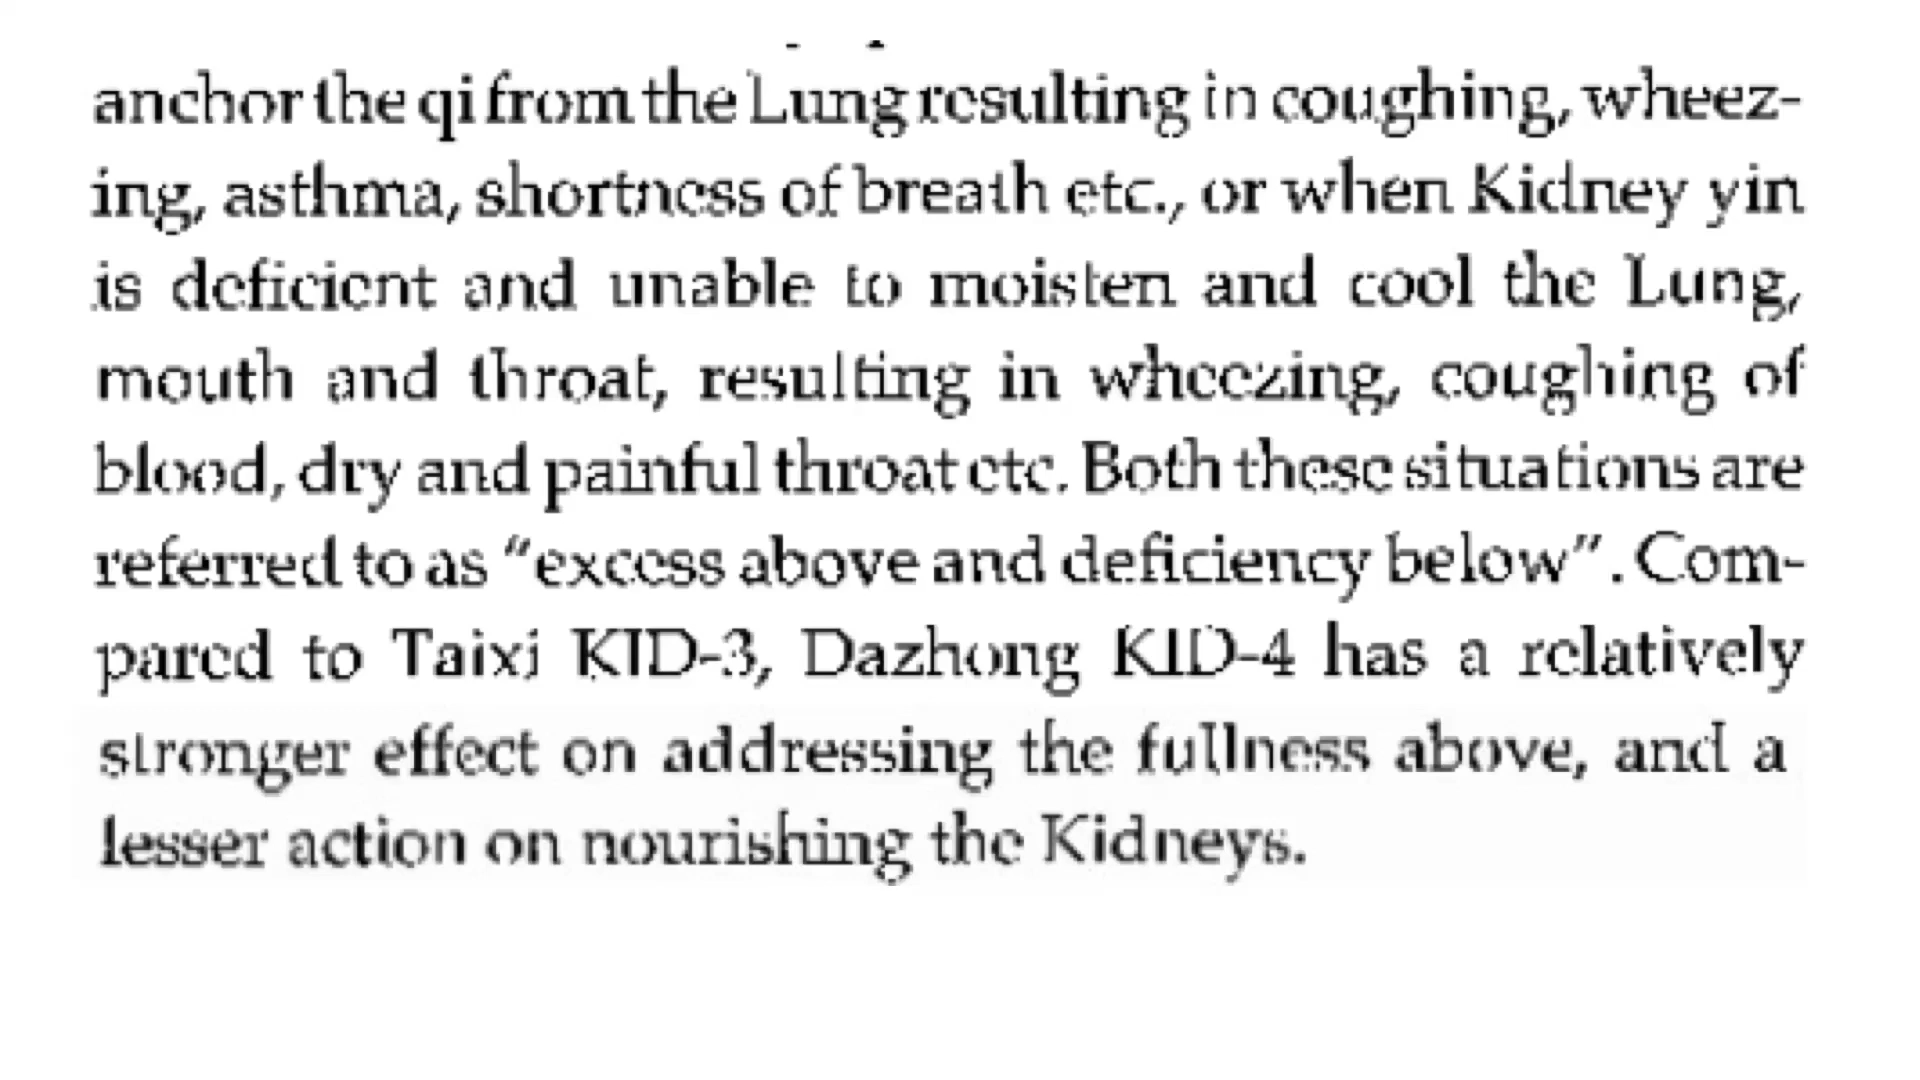 anchor the qi from the Lung resulting in coughing, wheez-
ing, asthma, shortness of breath etc., or when Kidney yin
is deficient and unable to moisten and cool the Lung,
mouth and throat, resulting in wheezing, coughing of
blood, dry and painful throat etc. Both these situations are
referred to as "excess above and deficiency below". Com-
pared to Taixi KID-3, Dazhong KID-4 has a relatively
stronger effect on addressing the fullness above, and a
lesser action on nourishing the Kidneys.